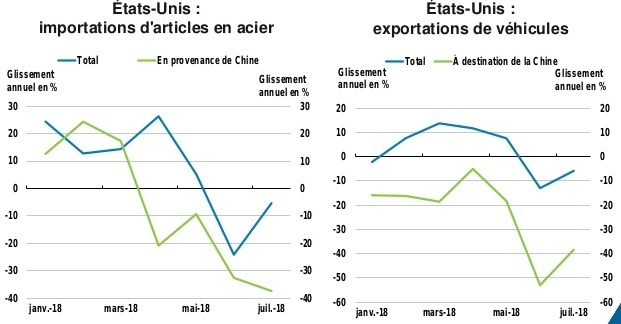 États-Unis :
importations d'articles en acier
Total
En provenance de Chine
Glissement
annuel en %
Glissement
annuel en %
30
20
10
0
-10
-20
-30
-40
30
20
10
0
-10
-20
-30
-40
janv.-18
mars-18
mai-18
juil.-18
États-Unis :
exportations de véhicules
Total
À destination de la Chine
Glissement
annuel en %
Glissement
annuel en %
20
10
0
-10
-20
-30
-40
-50
-60
20
10
0
-10
-20
-30
-40
-50
-60
janv.-18
mars-18
mai-18
juil.-18